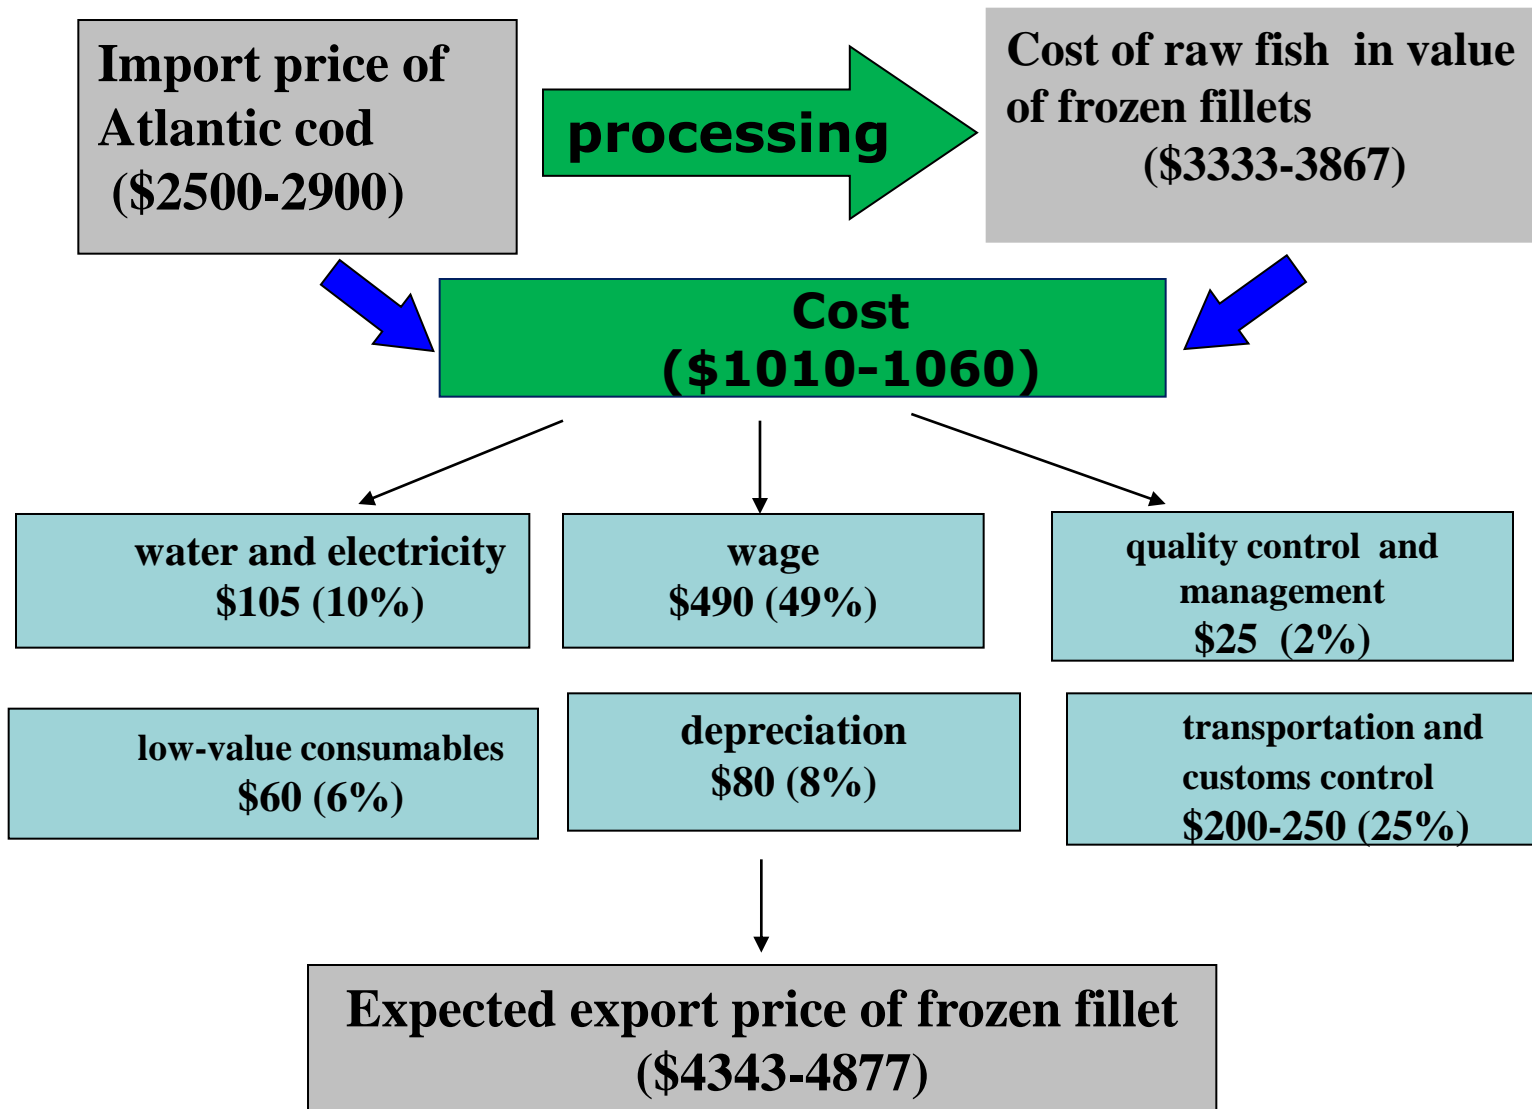 Import price of
Atlantic cod
($2500-2900)
processing
Cost of raw fish in value
of frozen fillets
($3333-3867)
Cost
($1010-1060)
water and electricity
$105 (10%)
wage
$490 (49%)
quality control and
management
$25 (2%)
low-value consumables
$60 (6%)
depreciation
$80 (8%)
transportation and
customs control
$200-250 (25%)
Expected export price of frozen fillet
($4343-4877)